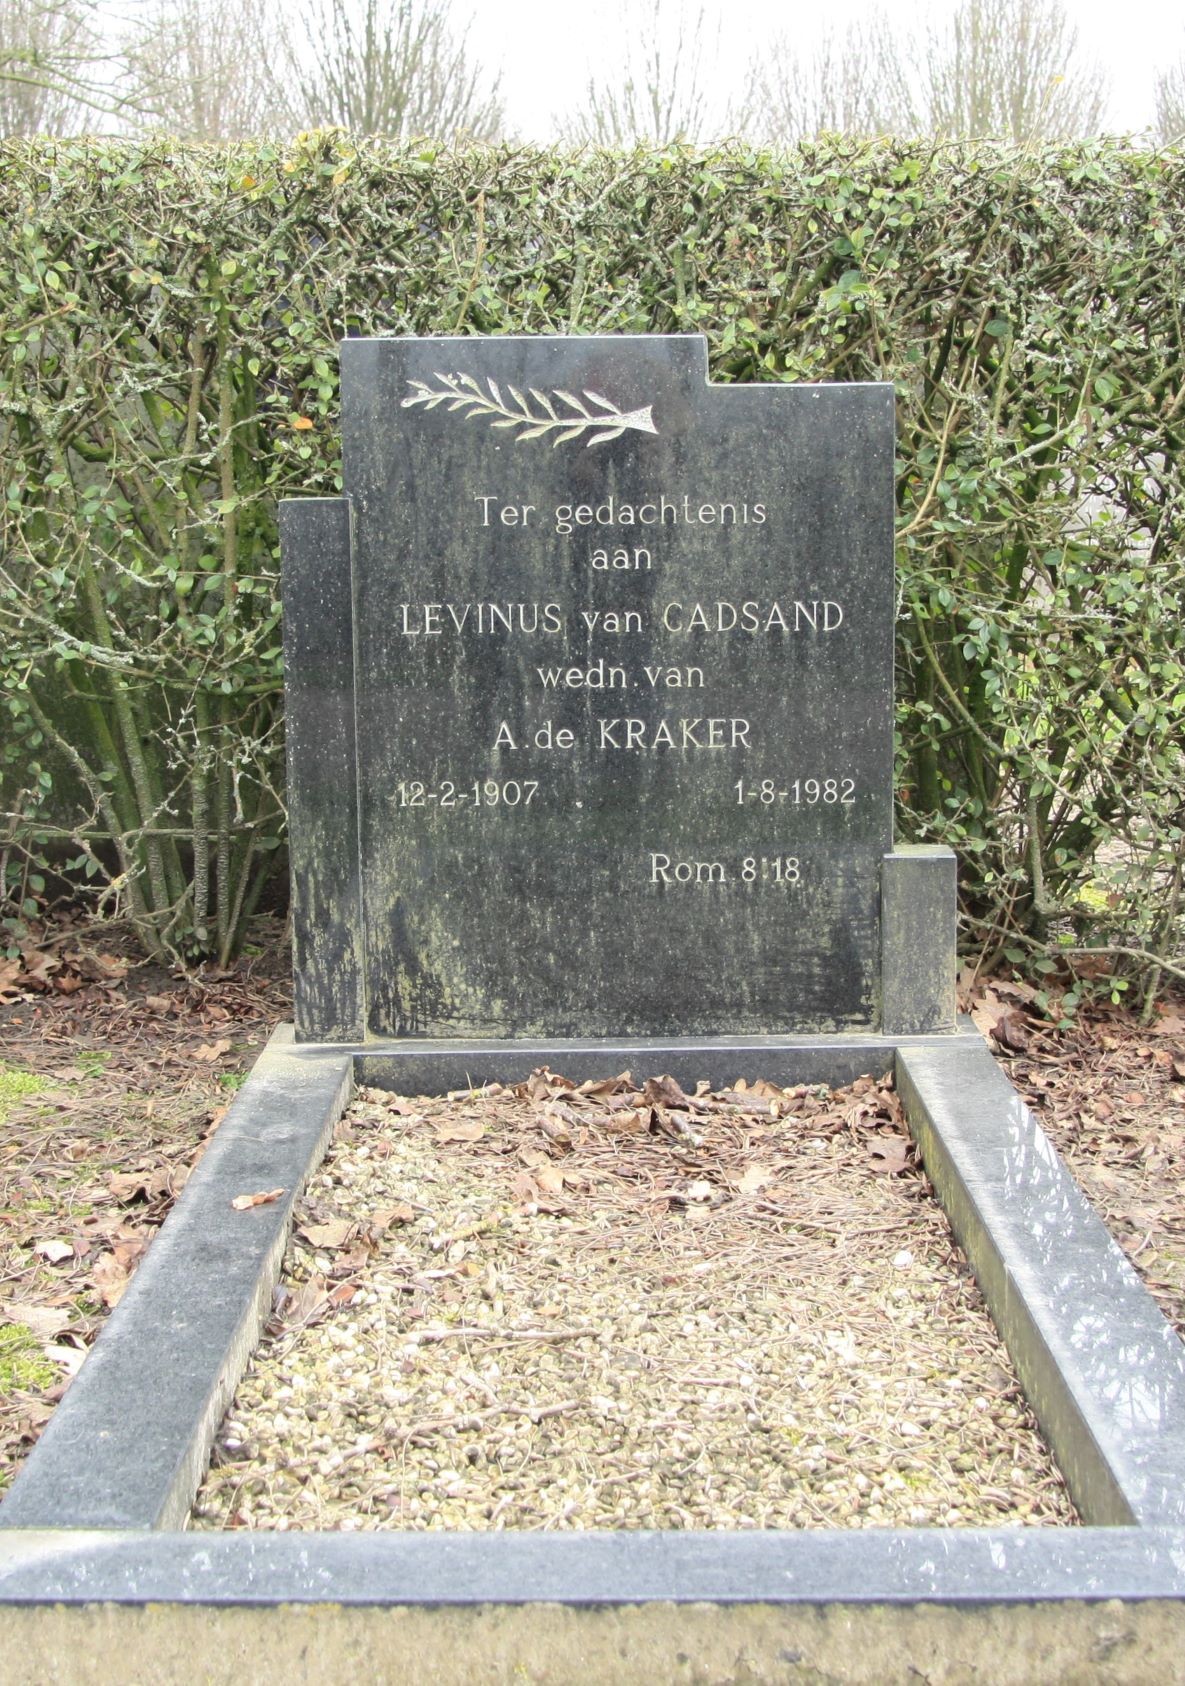 Ter gedachtenis
aan
LEVINUS van CADSAND
wedn. van
A. de KRAKER
12-2-1907 1-8-1982
Rom. 8:18